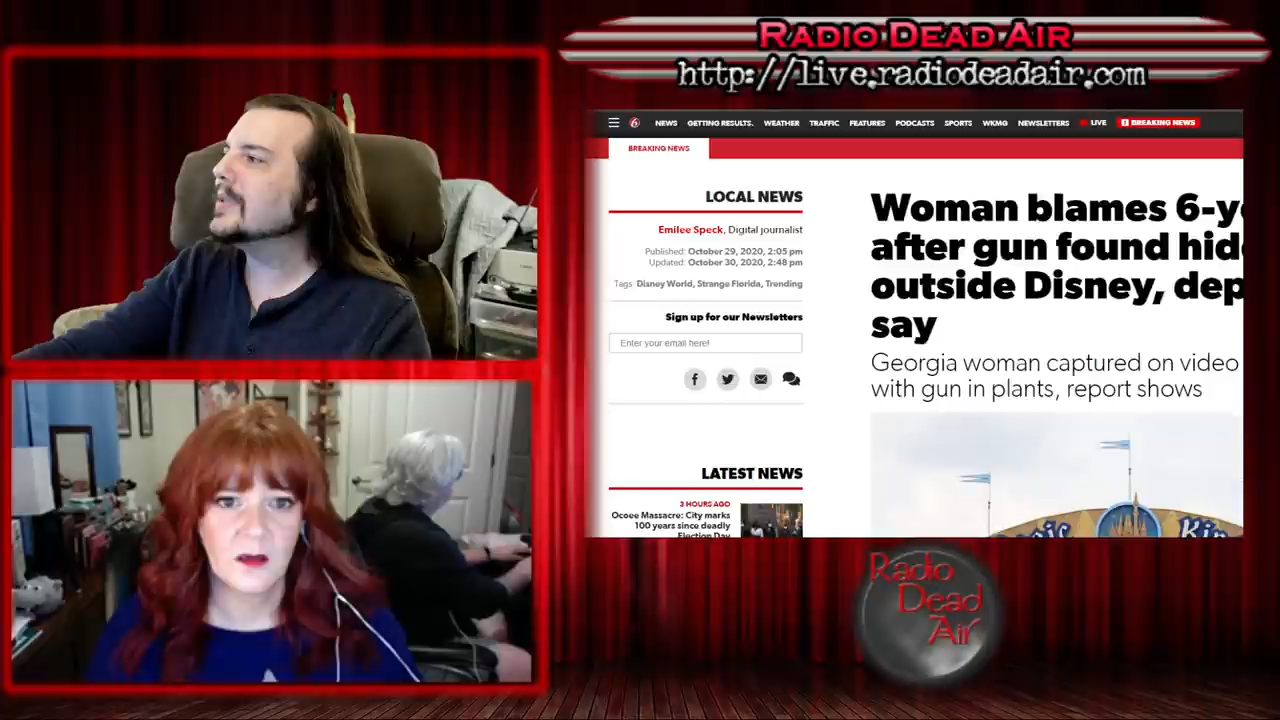 RADIO DEAD AIR
http://live.radiodeadair.com
NEWS GETTING RESULTS. WEATHER TRAFFIC FEATURES PODCASTS SPORTS WKMG NEWSLETTERS LIVE BREAKING NEWS
BREAKING NEWS
LOCAL NEWS
Emilee Speck, Digital journalist
Published: October 29, 2020, 2:05 pm
Updated: October 30, 2020, 2:48 pm
Tags Disney World, Strange Florida, Trending
Sign up for our Newsletters
Enter your email here!
LATEST NEWS
3 HOURS AGO
Ocoee Massacre: City marks
100 years since deadly
Election Day
Woman blames 6-y
after gun found hid
outside Disney, dep
say
Georgia woman captured on video
with gun in plants, report shows
Radio
Dead
Air